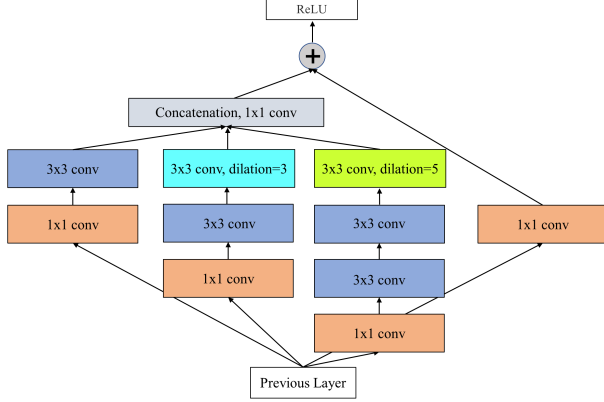 ReLU
+
Concatenation, 1x1 conv
3x3 conv
3x3 conv, dilation=3
3x3 conv, dilation=5
1x1 conv
3x3 conv
3x3 conv
1x1 conv
1x1 conv
3x3 conv
1x1 conv
Previous Layer